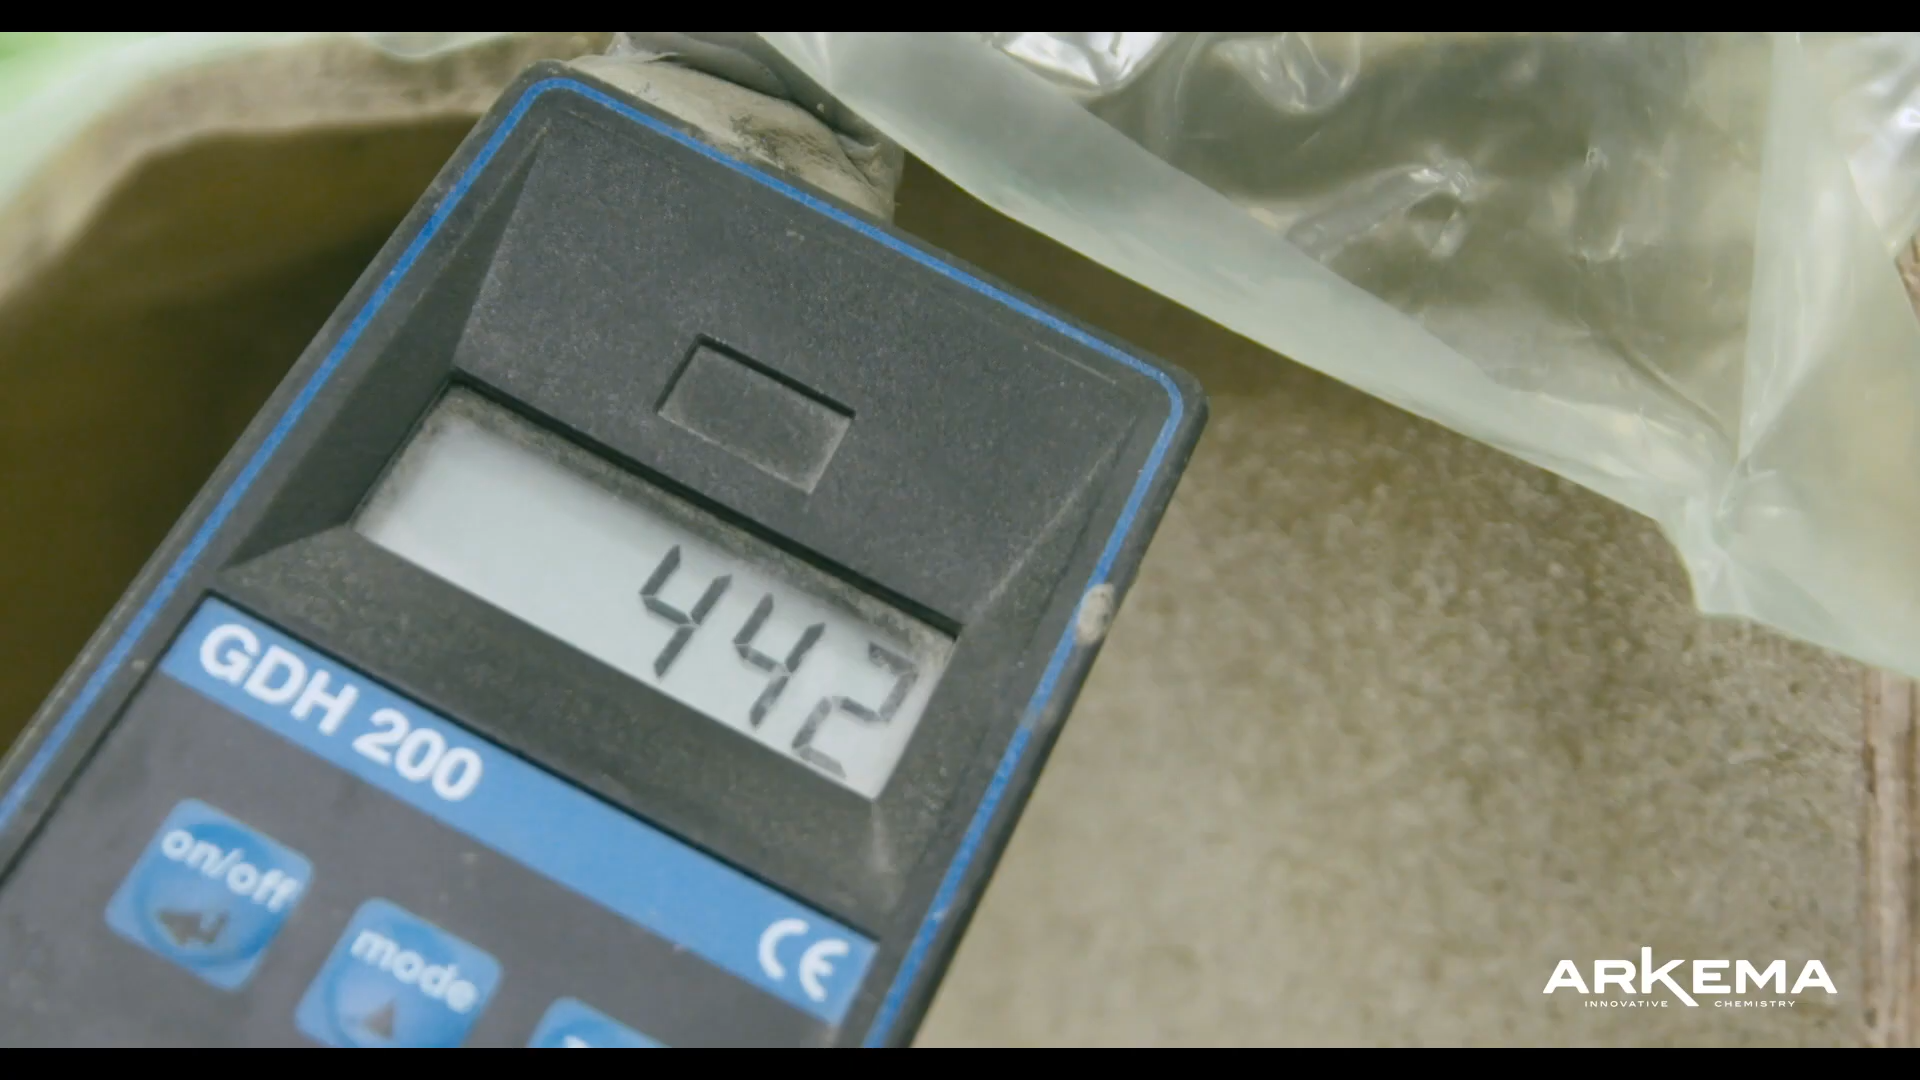 442
GDH 200
CE
on/off
mode
ARKEMA
INNOVATIVE CHEMISTRY